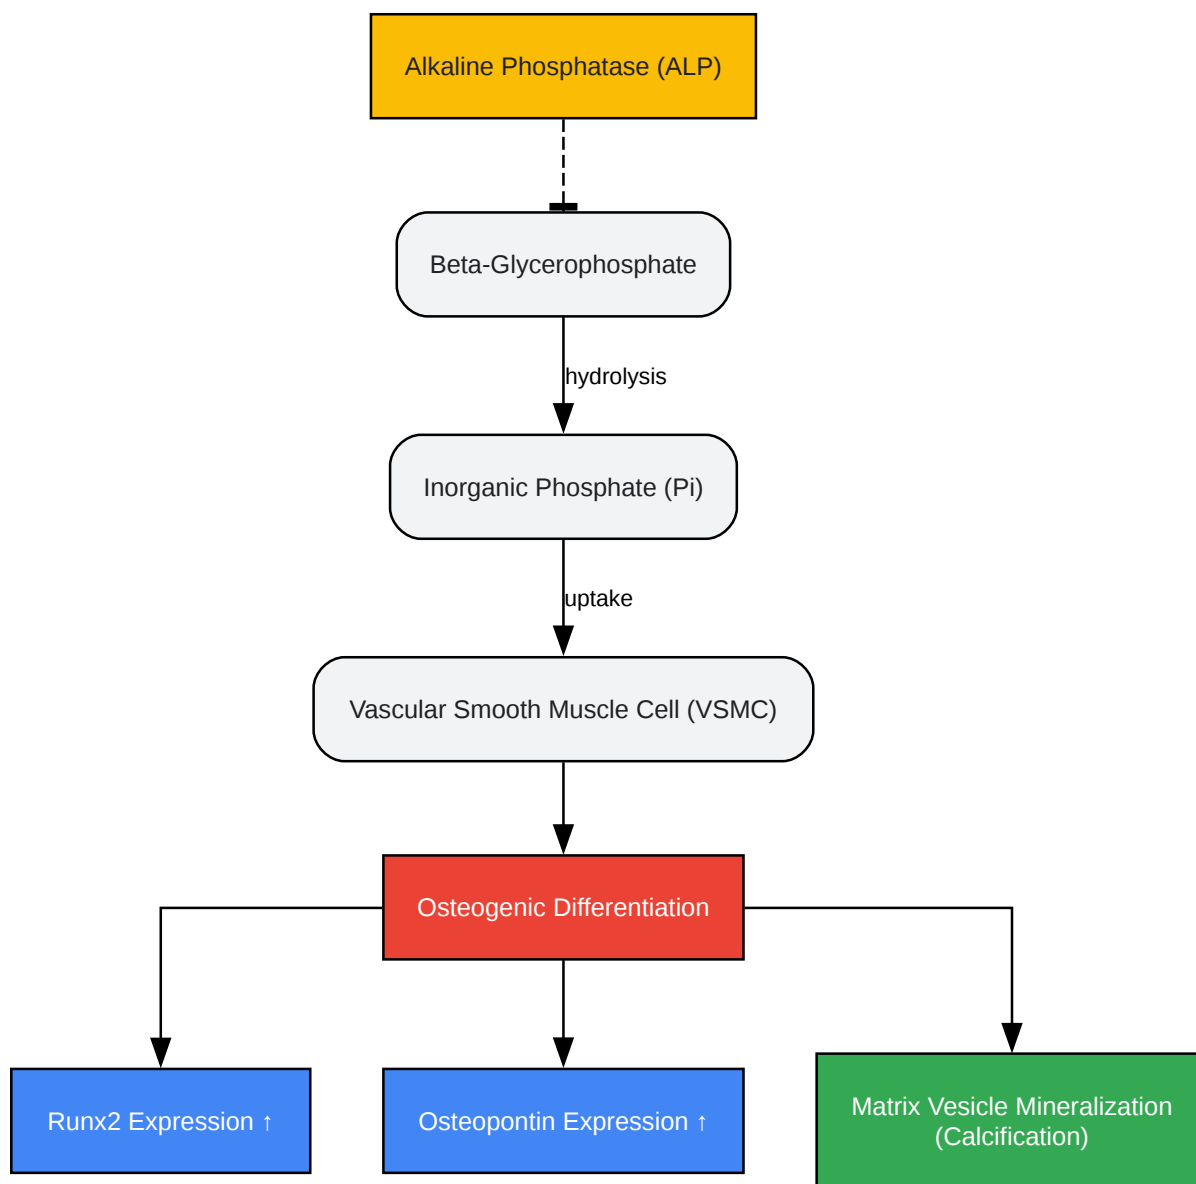 Alkaline Phosphatase (ALP)
Beta-Glycerophosphate
hydrolysis
Inorganic Phosphate (Pi)
uptake
Vascular Smooth Muscle Cell (VSMC)
Osteogenic Differentiation
Runx2 Expression ↑
Osteopontin Expression ↑
Matrix Vesicle Mineralization
(Calcification)